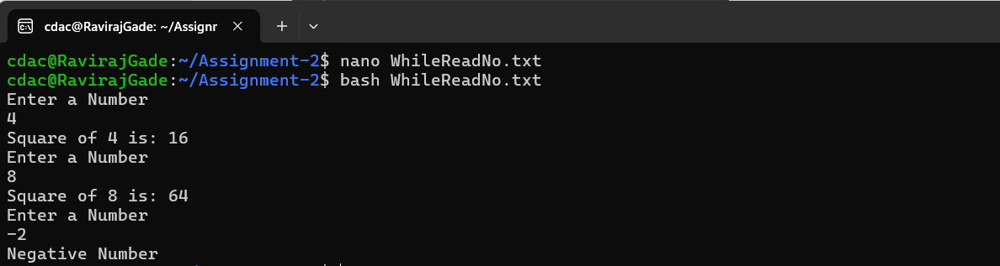 cdac@RavirajGade: ~/Assignr
cdac@RavirajGade:~/Assignment-2$ nano WhileReadNo.txt
cdac@RavirajGade:~/Assignment-2$ bash WhileReadNo.txt
Enter a Number
4
Square of 4 is: 16
Enter a Number
8
Square of 8 is: 64
Enter a Number
-2
Negative Number